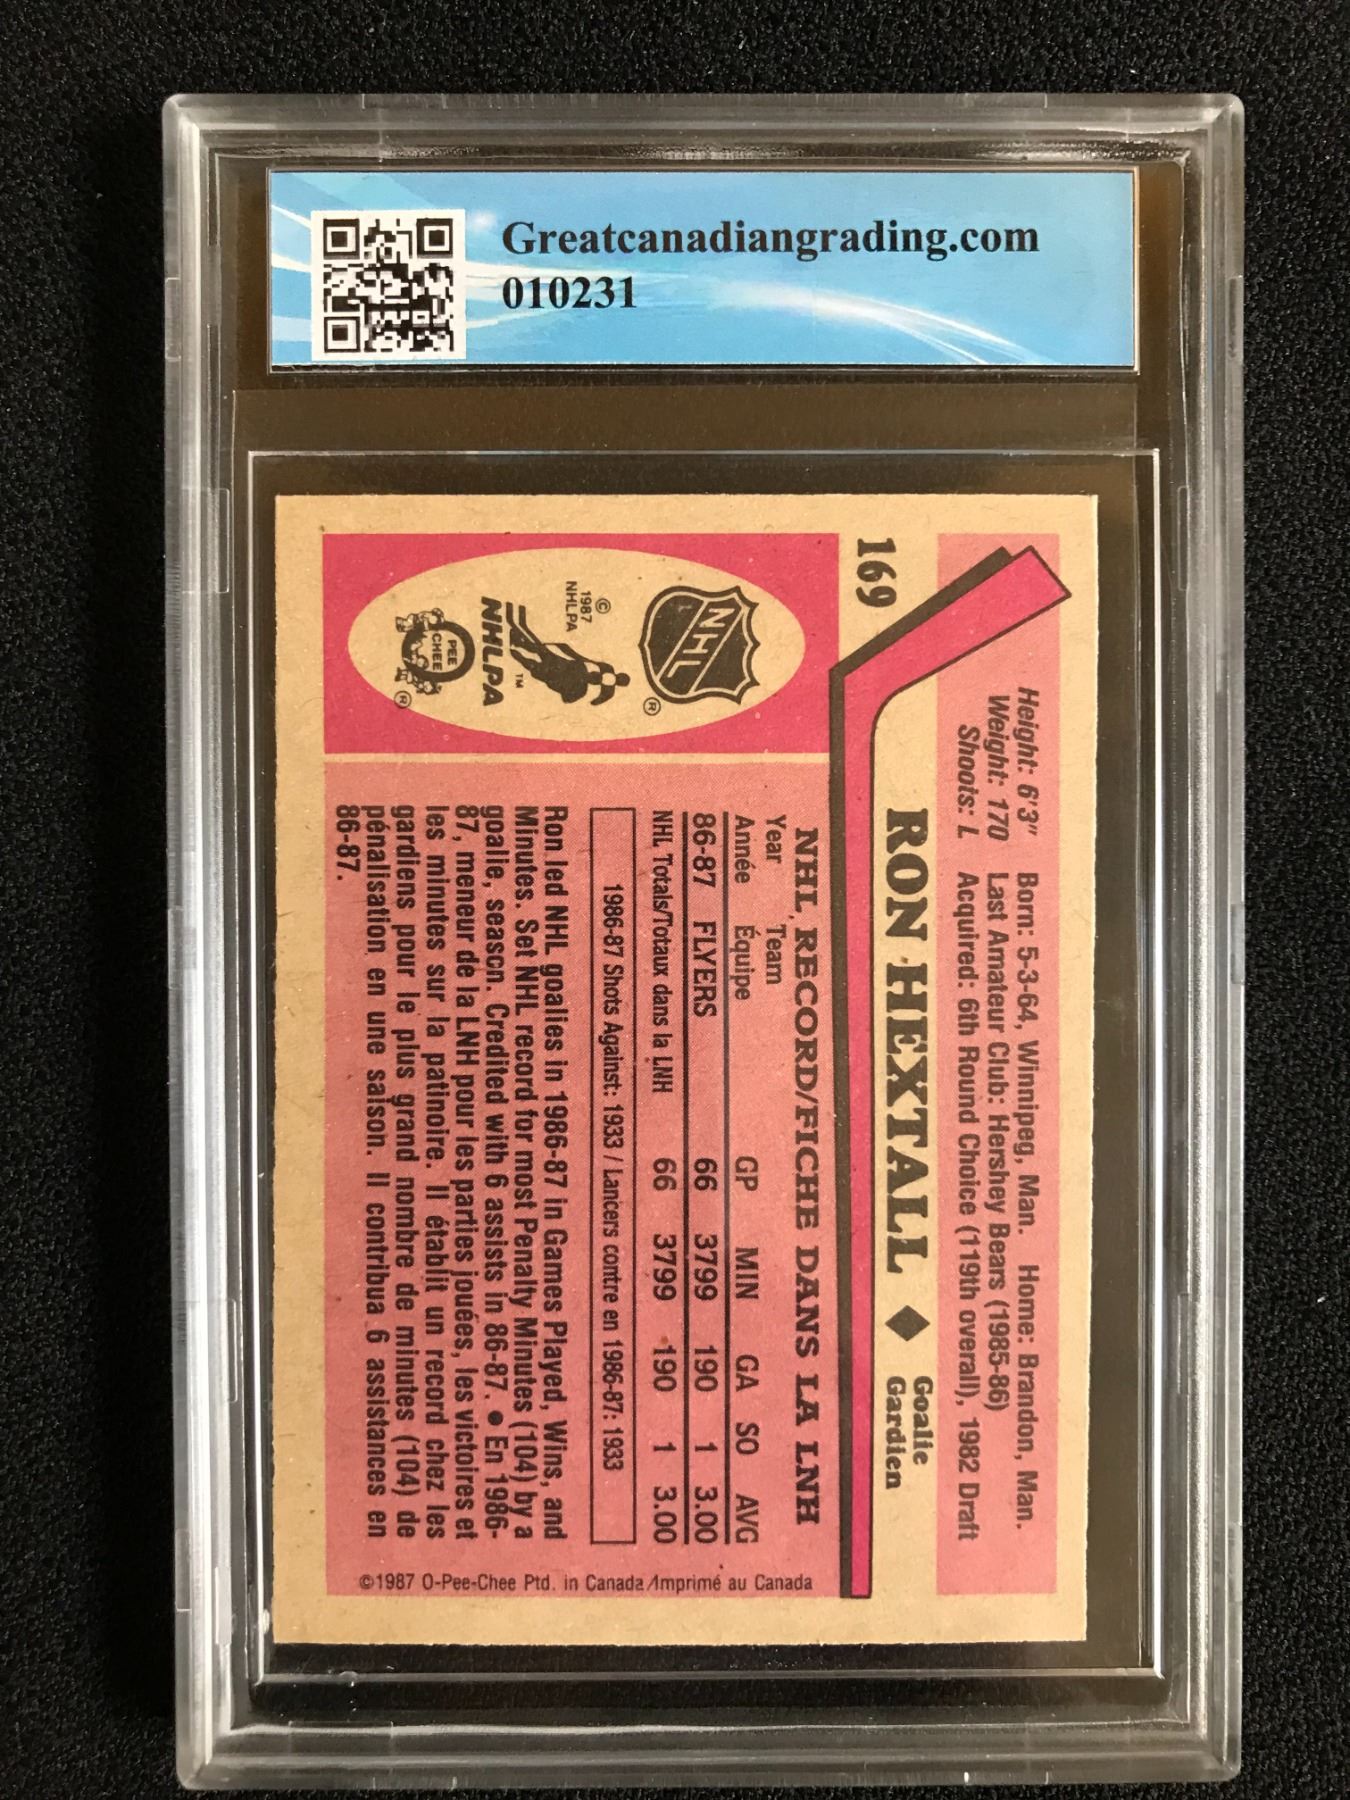 Greatcanadiangrading.com
010231
Height: 6'3" Born: 5-3-64, Winnipeg, Man. Home: Brandon, Man.
Weight: 170 Last Amateur Club: Hershey Bears (1985-86)
Shoots: L Acquired: 6th Round Choice (119th overall), 1982 Draft
169
RON HEXTALL ♦ Goalie
Gardien
NHL RECORD/FICHE DANS LA LNH
Year Team
Année Équipe GP MIN GA SO AVG
86-87 FLYERS 66 3799 190 1 3.00
NHL Totals/Totaux dans la LNH 66 3799 190 1 3.00
1986-87 Shots Against: 1933 / Lancers contre en 1986-87: 1933
Ron led NHL goalies in 1986-87 in Games Played, Wins, and
Minutes. Set NHL record for most Penalty Minutes (104) by a
goalie, season. Credited with 6 assists in 86-87. ● En 1986-
87, meneur de la LNH pour les parties jouées, les victoires et
les minutes sur la patinoire. Il établit un record chez les
gardiens pour le plus grand nombre de minutes (104) de
pénalisation en une saison. Il contribua 6 assistances en
86-87.
NHL ®
© 1987
NHLPA
NHLPA ™
O PEE
CHEE ®
©1987 O-Pee-Chee Ptd. in Canada/Imprimé au Canada